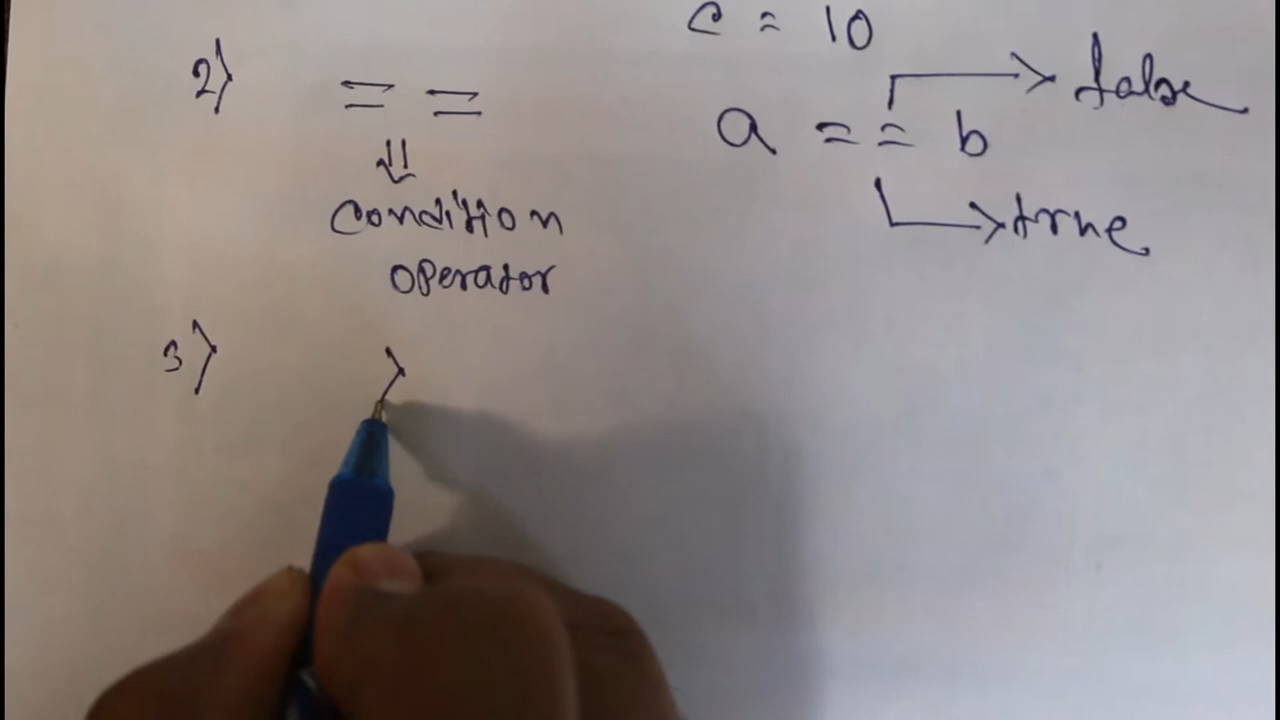 c = 10
2) ==
a == b
false
true
condition
operator
3) >